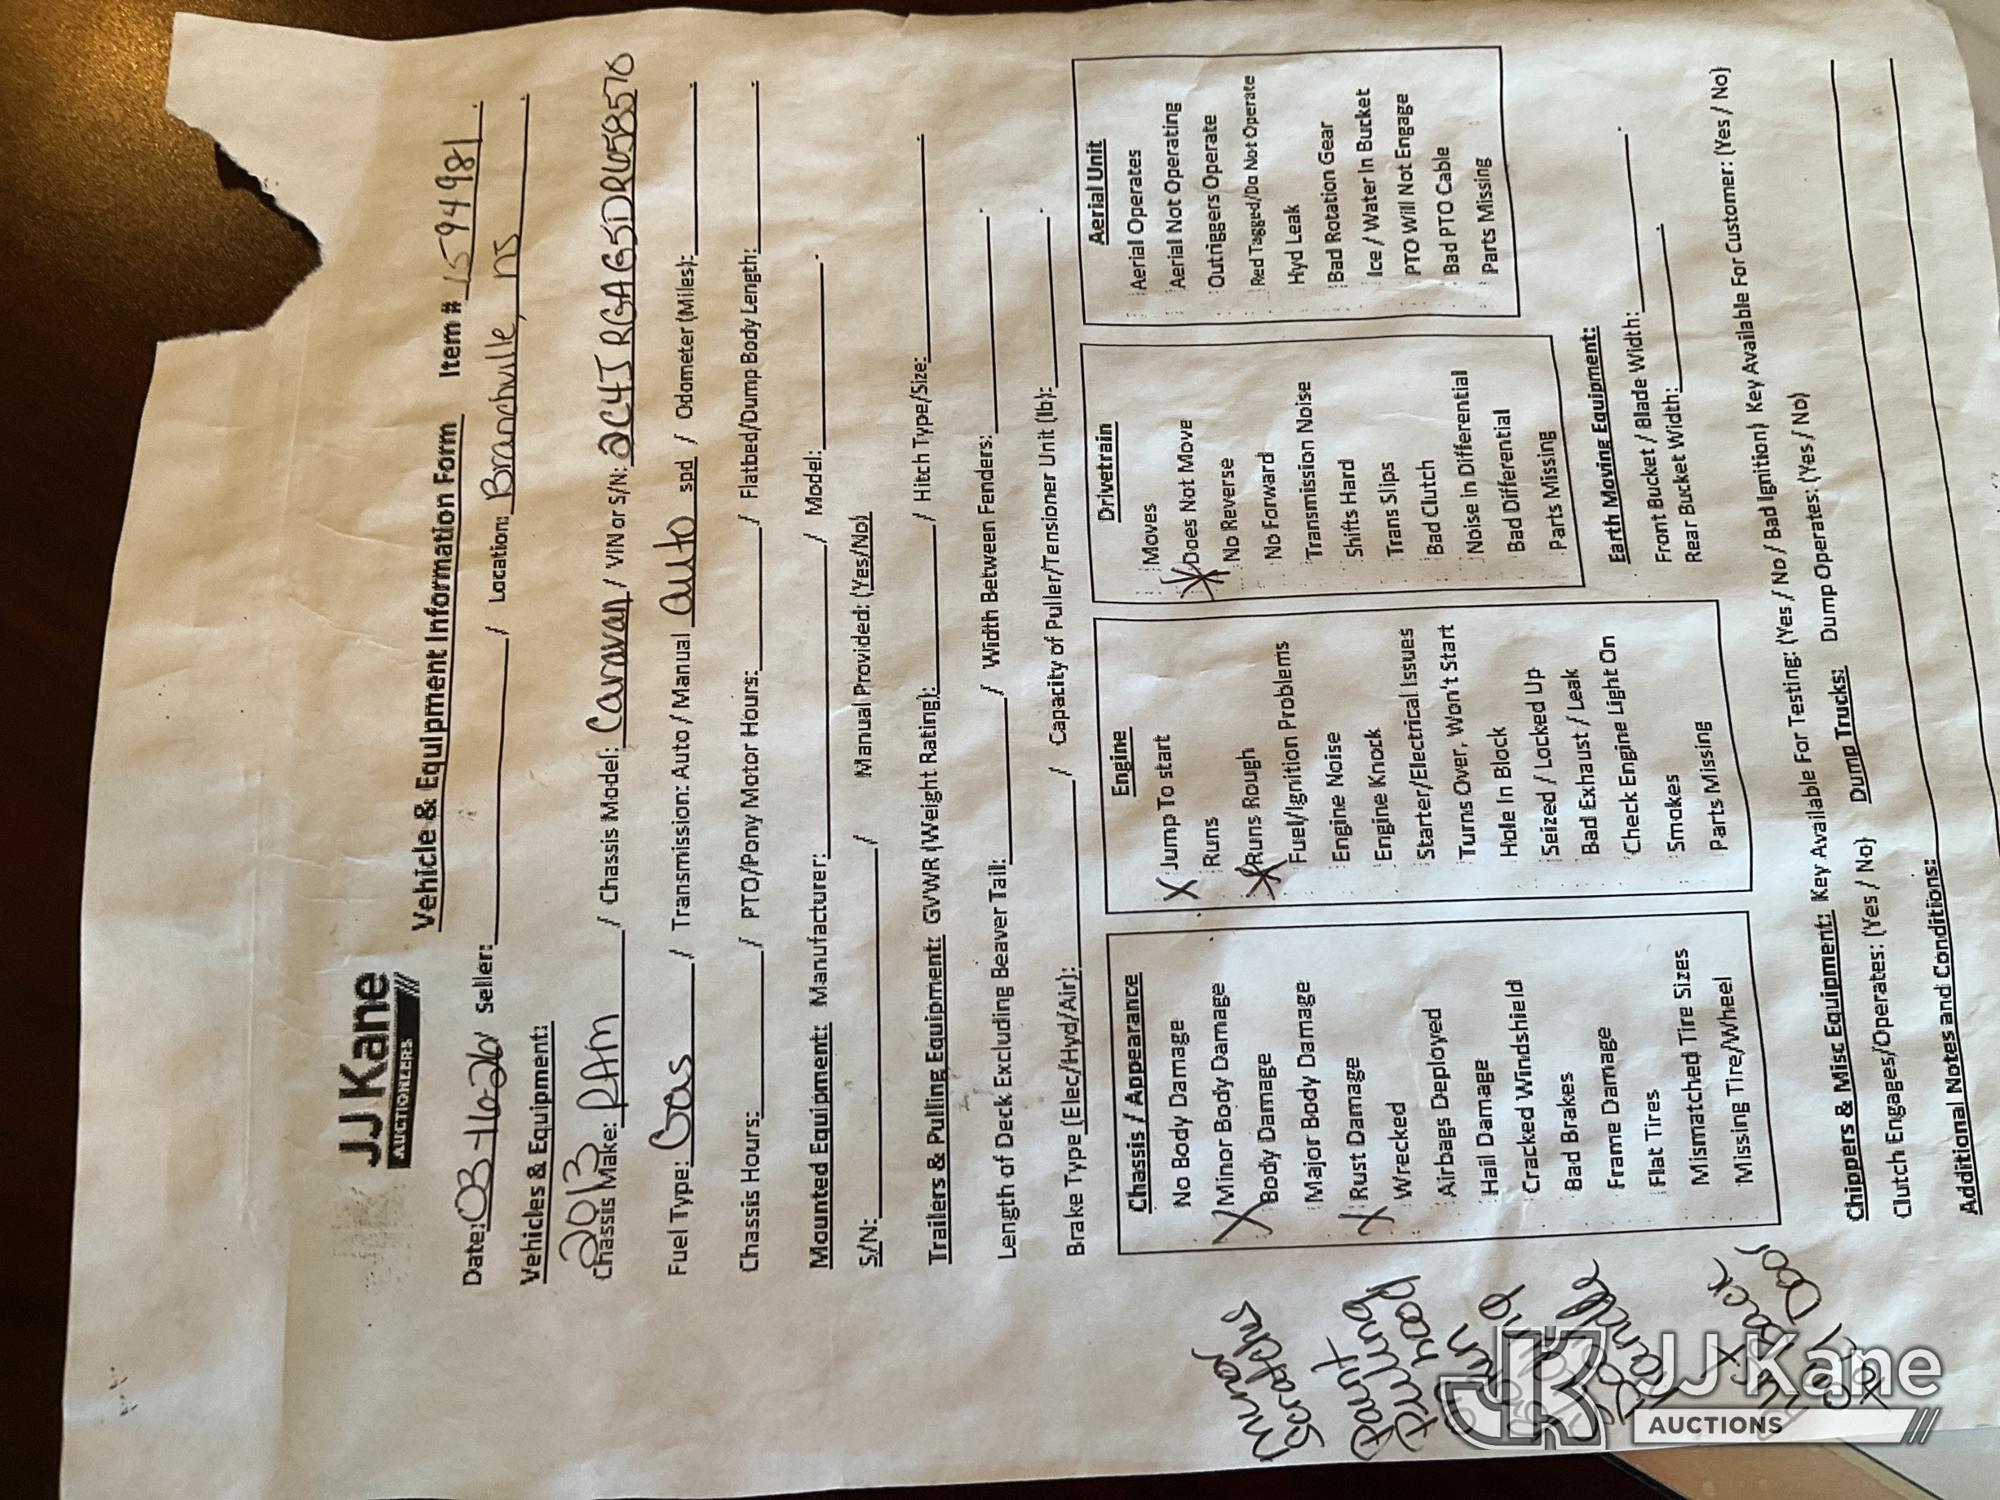 JJ Kane
AUCTIONEERS
Vehicle & Equipment Information Form Item # 1594981.
Date: 03-16-26 Seller: / Location: Branchville, .
Vehicles & Equipment:
2013
Chassis Make: RAM / Chassis Model: Caravan / VIN or S/N: 2C4JRGAG5DR658570
Fuel Type: Gas / Transmission: Auto / Manual auto spd / Odometer (Miles): .
Chassis Hours: / PTO/Pony Motor Hours: / Flatbed/Dump Body Length: .
Mounted Equipment: Manufacturer: / Model: .
S/N: / Manual Provided: (Yes/No)
Trailers & Pulling Equipment: GVWR (Weight Rating): / Hitch Type/Size: .
Length of Deck Excluding Beaver Tail: / Width Between Fenders: .
Brake Type (Elec/Hyd/Air): / Capacity of Puller/Tensioner Unit (lb): .
Chassis / Appearance
No Body Damage
X Minor Body Damage
Body Damage
Major Body Damage
X Rust Damage
Wrecked
Airbags Deployed
Hail Damage
Cracked Windshield
Bad Brakes
Frame Damage
Flat Tires
Mismatched Tire Sizes
Missing Tire/Wheel
Engine
X Jump To start
Runs
X Runs Rough
Fuel/Ignition Problems
Engine Noise
Engine Knock
Starter/Electrical Issues
Turns Over, Won't Start
Hole In Block
Seized / Locked Up
Bad Exhaust / Leak
Check Engine Light On
Smokes
Parts Missing
Drivetrain
Moves
X Does Not Move
No Reverse
No Forward
Transmission Noise
Shifts Hard
Trans Slips
Bad Clutch
Noise in Differential
Bad Differential
Parts Missing
Aerial Unit
Aerial Operates
Aerial Not Operating
Outriggers Operate
Red Tagged/Do Not Operate
Hyd Leak
Bad Rotation Gear
Ice / Water In Bucket
PTO Will Not Engage
Bad PTO Cable
Parts Missing
Earth Moving Equipment:
Front Bucket / Blade Width: .
Rear Bucket Width: .
Chippers & Misc Equipment: Key Available For Testing: (Yes / No / Bad Ignition) Key Available For Customer: (Yes / No)
Clutch Engages/Operates: (Yes / No) Dump Trucks: Dump Operates: (Yes / No)
Additional Notes and Conditions:
minor
Scratches
Paint
Peeling
hood
Door
Handle
Back
Door
JJ Kane
AUCTIONS